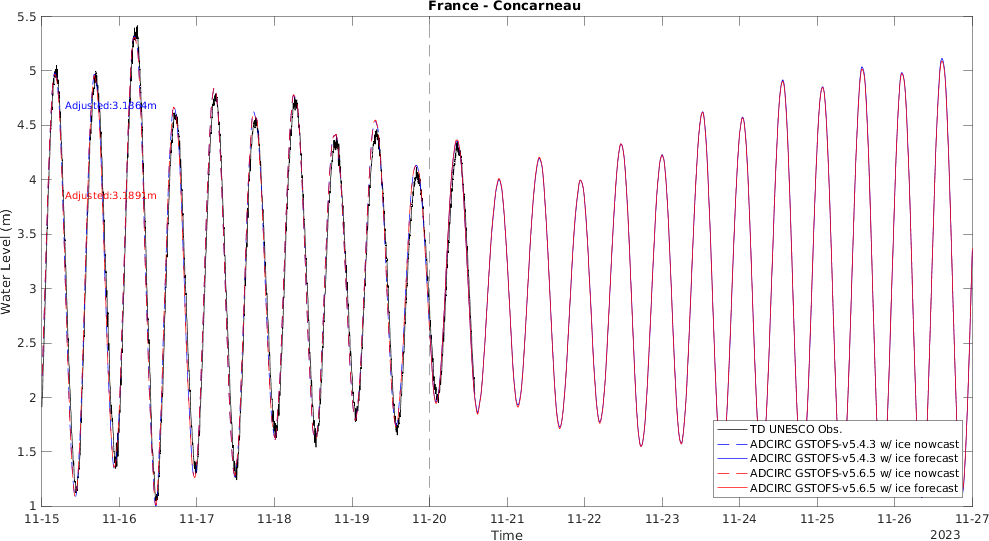 France - Concarneau
5.5
5
4.5
4
3.5
3
2.5
2
1.5
1
Water Level (m)
Adjusted:3.1364m
Adjusted:3.1891m
TD UNESCO Obs.
ADCIRC GSTOFS-v5.4.3 w/ ice nowcast
ADCIRC GSTOFS-v5.4.3 w/ ice forecast
ADCIRC GSTOFS-v5.6.5 w/ ice nowcast
ADCIRC GSTOFS-v5.6.5 w/ ice forecast
11-15 11-16 11-17 11-18 11-19 11-20 11-21 11-22 11-23 11-24 11-25 11-26 11-27
Time
2023